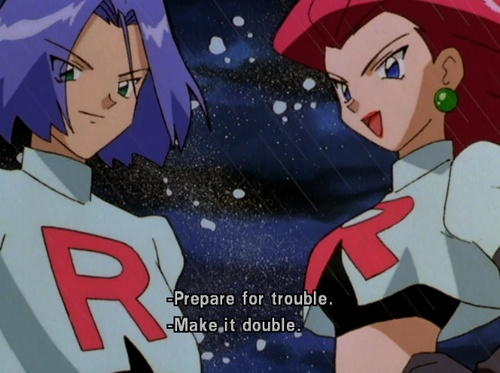 R R
-Prepare for trouble.
-Make it double.